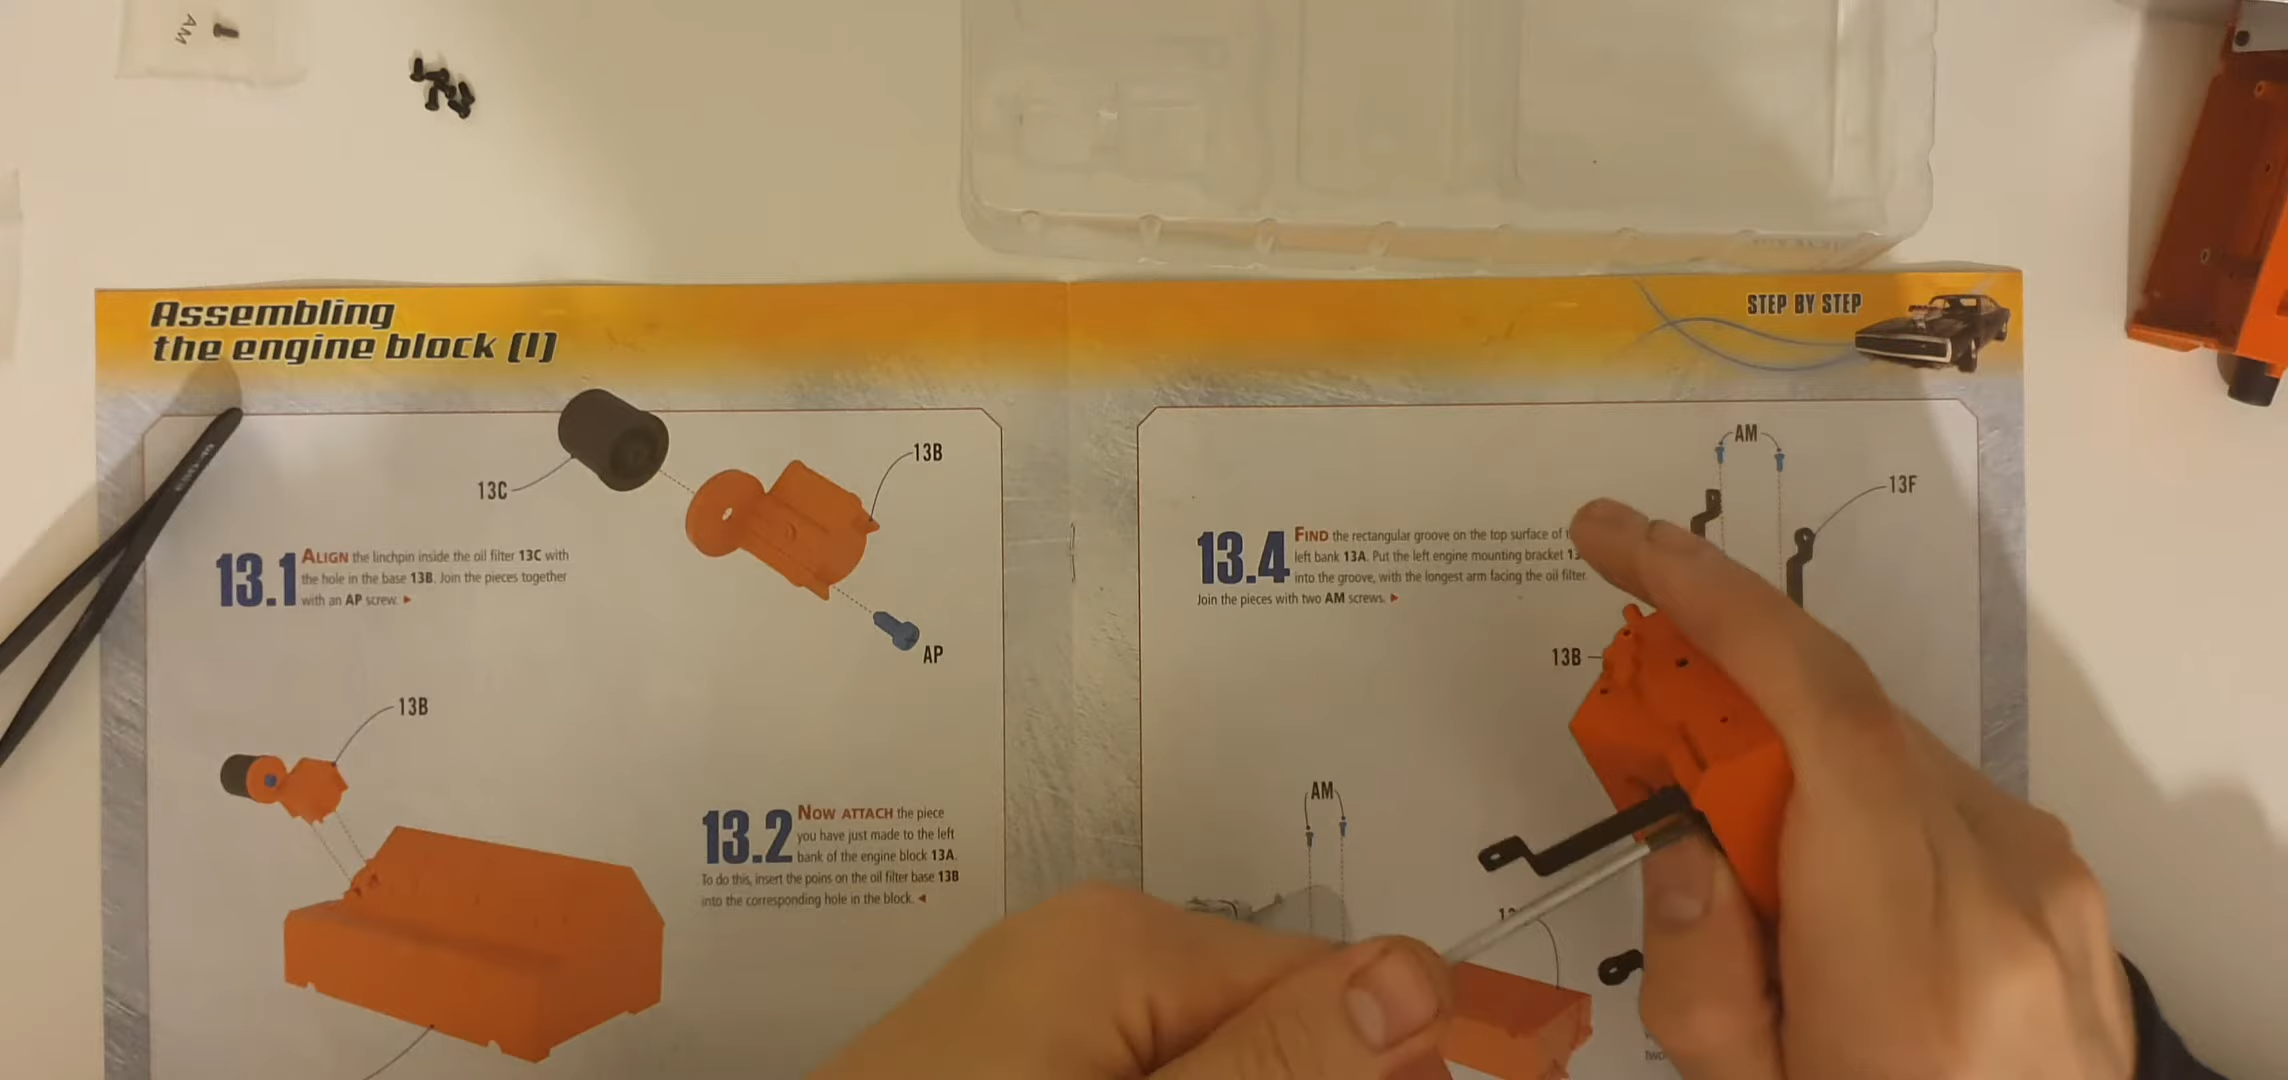 AM
Assembling
the engine block (I)
STEP BY STEP
13C
13B
AP
13.1 ALIGN the linchpin inside the oil filter 13C with
the hole in the base 13B. Join the pieces together
with an AP screw.
13B
13.2 NOW ATTACH the piece
you have just made to the left
bank of the engine block 13A.
To do this, insert the poins on the oil filter base 13B
into the corresponding hole in the block.
AM
13F
13.4 FIND the rectangular groove on the top surface of
left bank 13A. Put the left engine mounting bracket
into the groove, with the longest arm facing the oil filter.
Join the pieces with two AM screws.
13B
AM
two